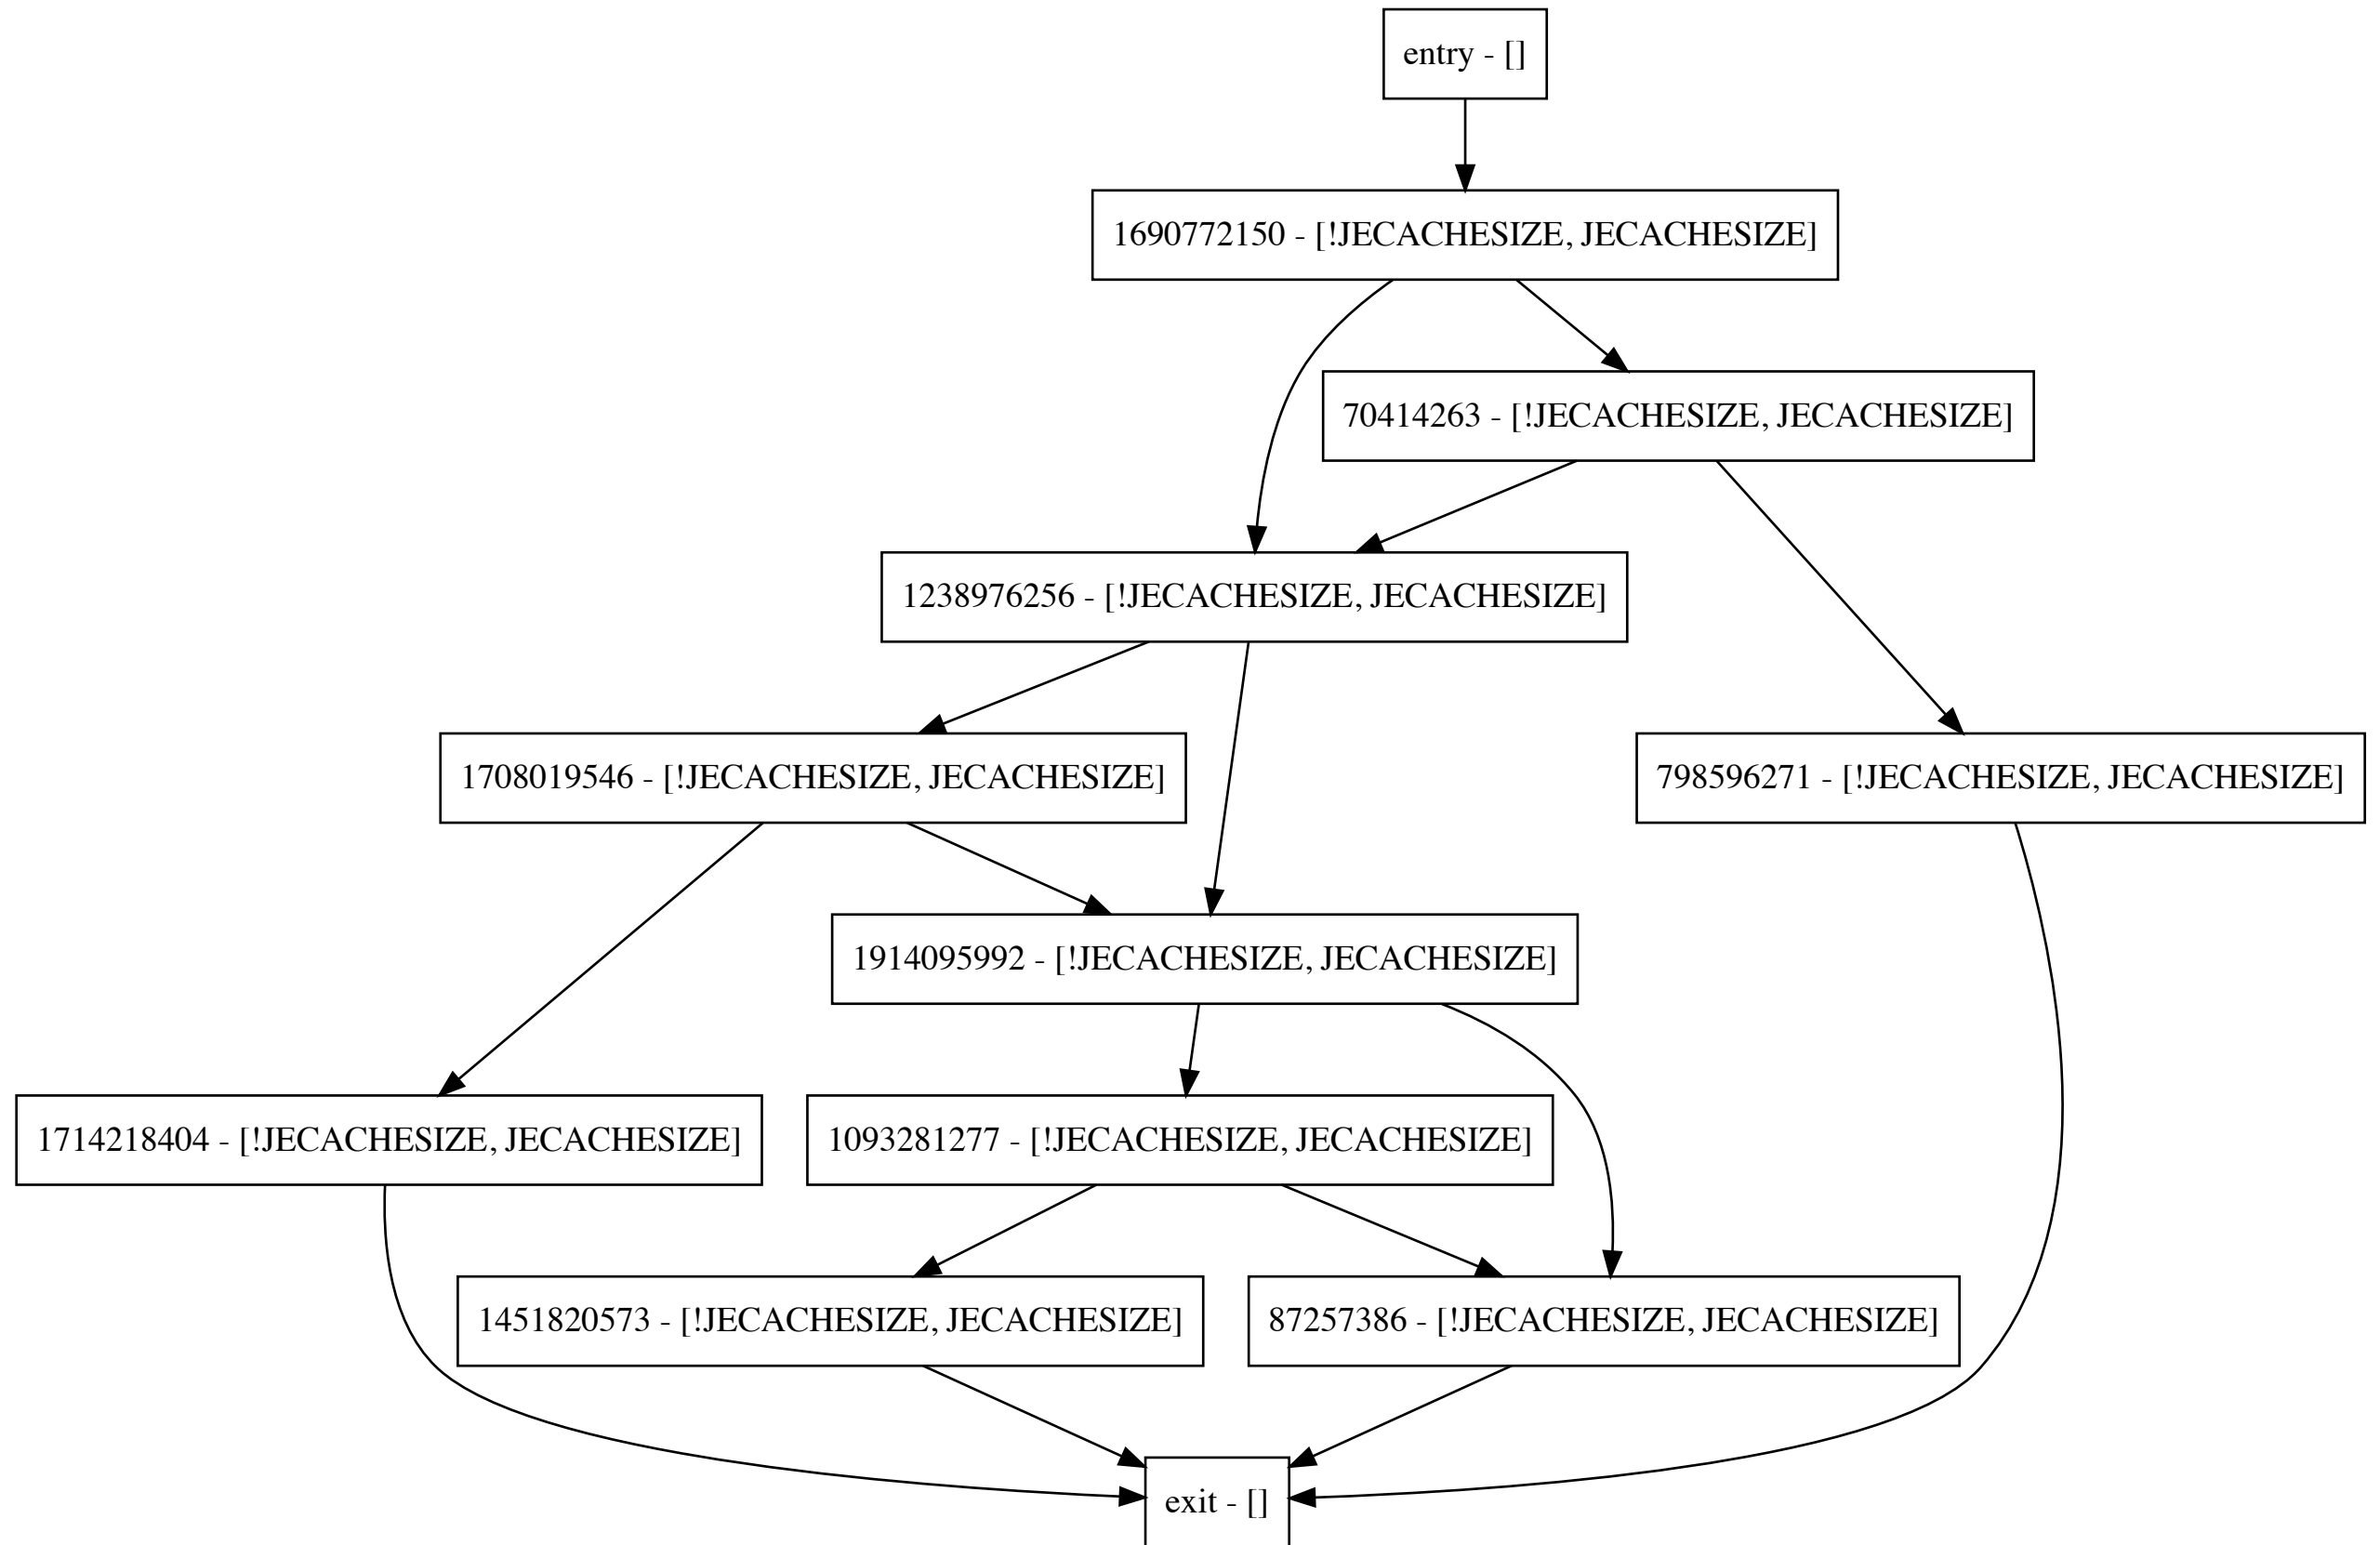 entry - []
1690772150 - [!JECACHESIZE, JECACHESIZE]
70414263 - [!JECACHESIZE, JECACHESIZE]
1238976256 - [!JECACHESIZE, JECACHESIZE]
1708019546 - [!JECACHESIZE, JECACHESIZE]
798596271 - [!JECACHESIZE, JECACHESIZE]
1914095992 - [!JECACHESIZE, JECACHESIZE]
1714218404 - [!JECACHESIZE, JECACHESIZE]
1093281277 - [!JECACHESIZE, JECACHESIZE]
1451820573 - [!JECACHESIZE, JECACHESIZE]
87257386 - [!JECACHESIZE, JECACHESIZE]
exit - []